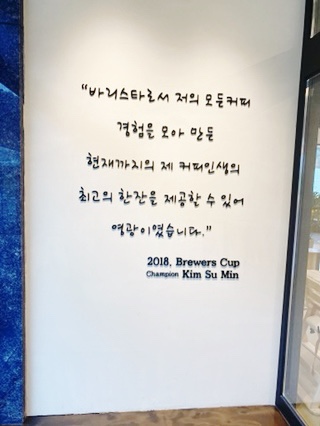 “바리스타로서 저의 모든커피
경험을 모아 만든
현재까지의 제 커피인생의
최고의 한잔을 제공할 수 있어
영광이였습니다.”
2018, Brewers Cup
Champion Kim Su Min